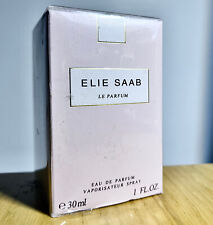 ELIE SAAB
LE PARFUM
EAU DE PARFUM
VAPORISATEUR SPRAY
℮ 30ml 1 FL.OZ.